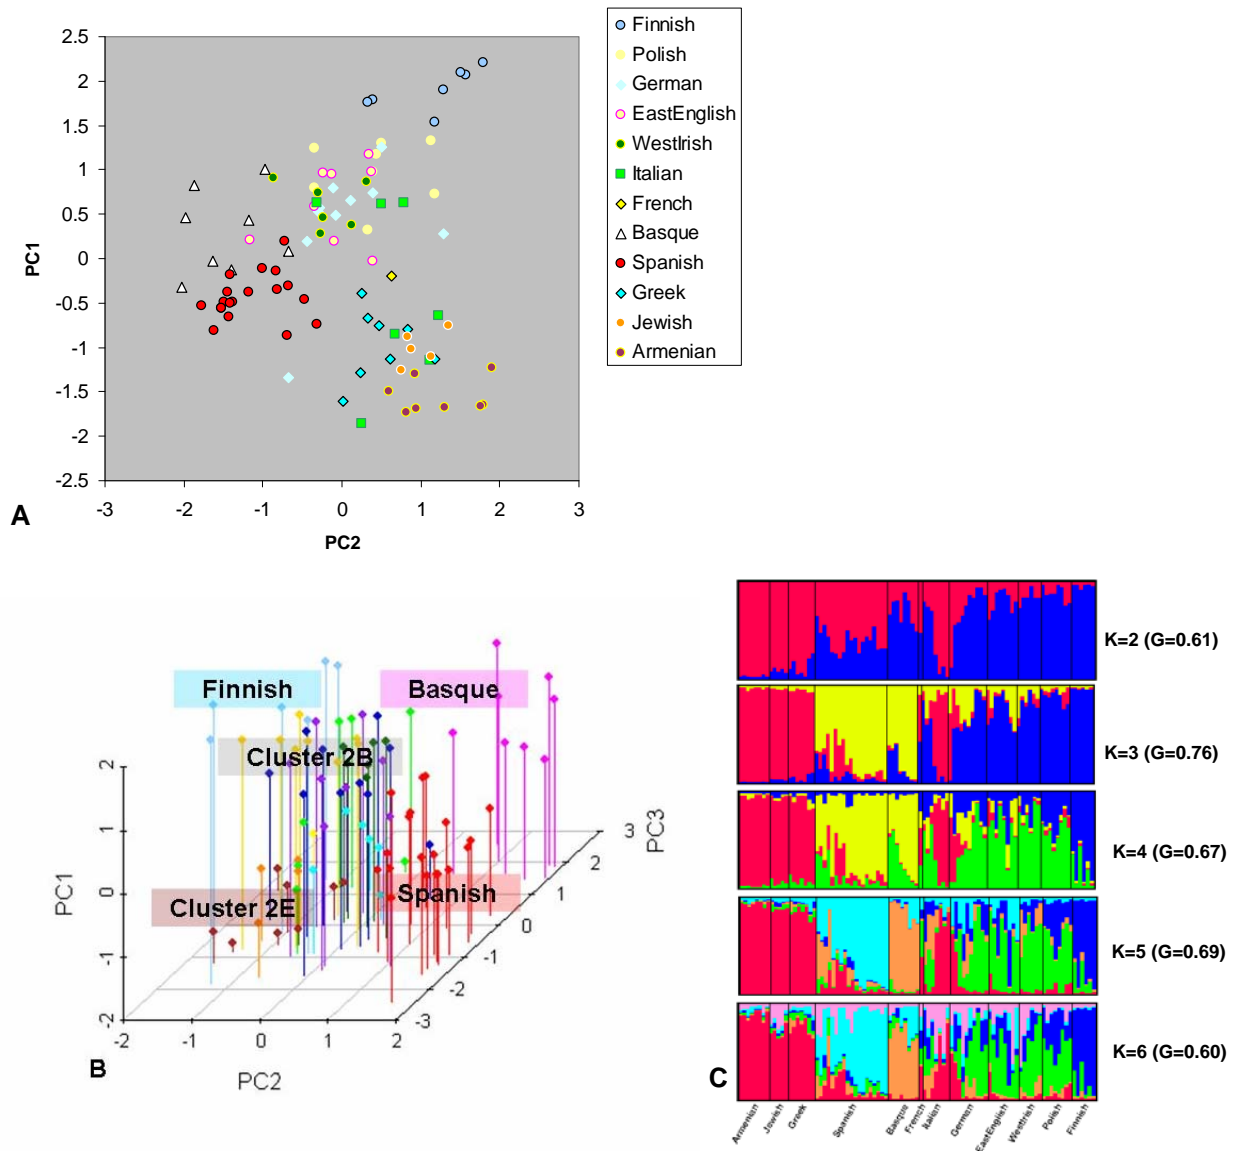 2.5
2
1.5
1
0.5
0
-0.5
-1
-1.5
-2
-2.5
-3 -2 -1 0 1 2 3
PC1
PC2
A
Finnish
Polish
German
EastEnglish
WestIrish
Italian
French
Basque
Spanish
Greek
Jewish
Armenian
Finnish
Basque
Cluster 2B
Cluster 2E
Spanish
2
1
0
-1
-2
PC1
-2 -1 0 1 2
PC2
3
2
1
0
-1
-2
-3
PC3
B
K=2 (G=0.61)
K=3 (G=0.76)
K=4 (G=0.67)
K=5 (G=0.69)
K=6 (G=0.60)
C
Armenian Jewish Greek Spanish Basque French Italian German EastEnglish WestIrish Polish Finnish